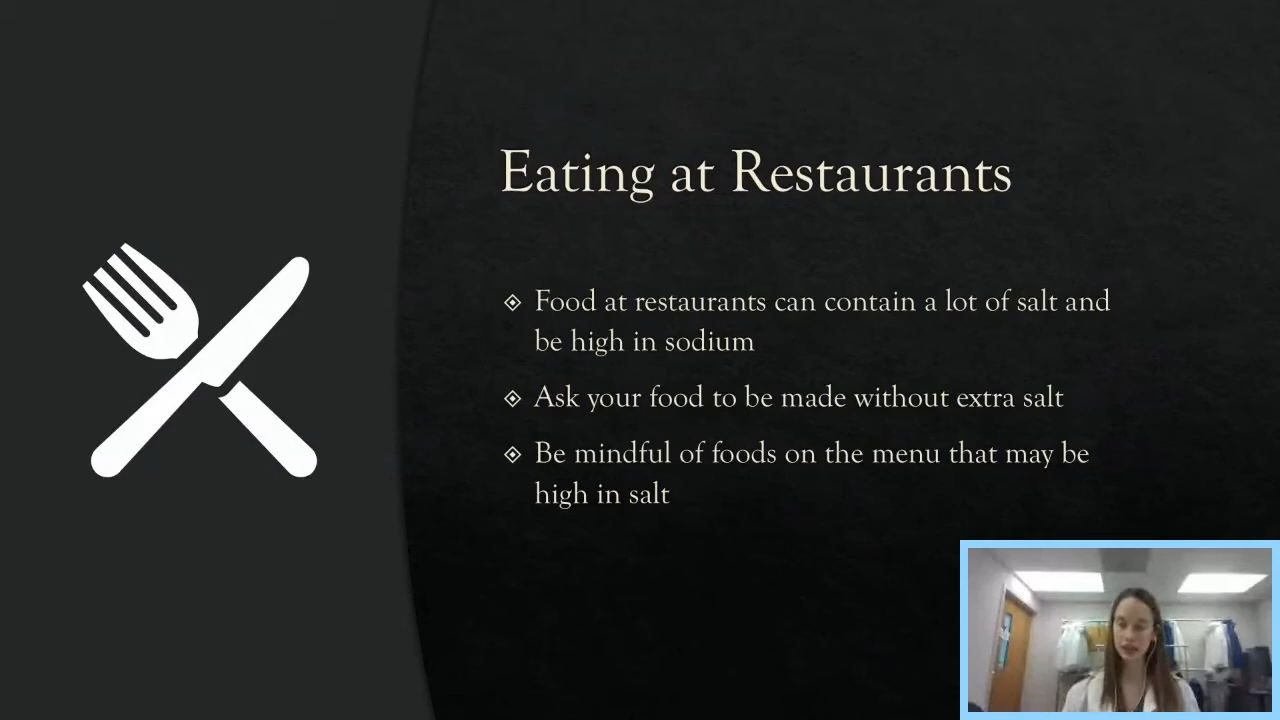 Eating at Restaurants
Food at restaurants can contain a lot of salt and
be high in sodium
Ask your food to be made without extra salt
Be mindful of foods on the menu that may be
high in salt